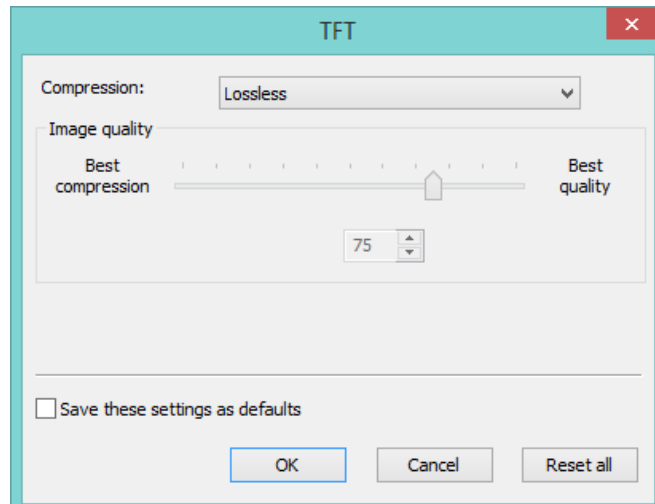 TFT
Compression:
Lossless
Image quality
Best compression
Best quality
75
Save these settings as defaults
OK
Cancel
Reset all